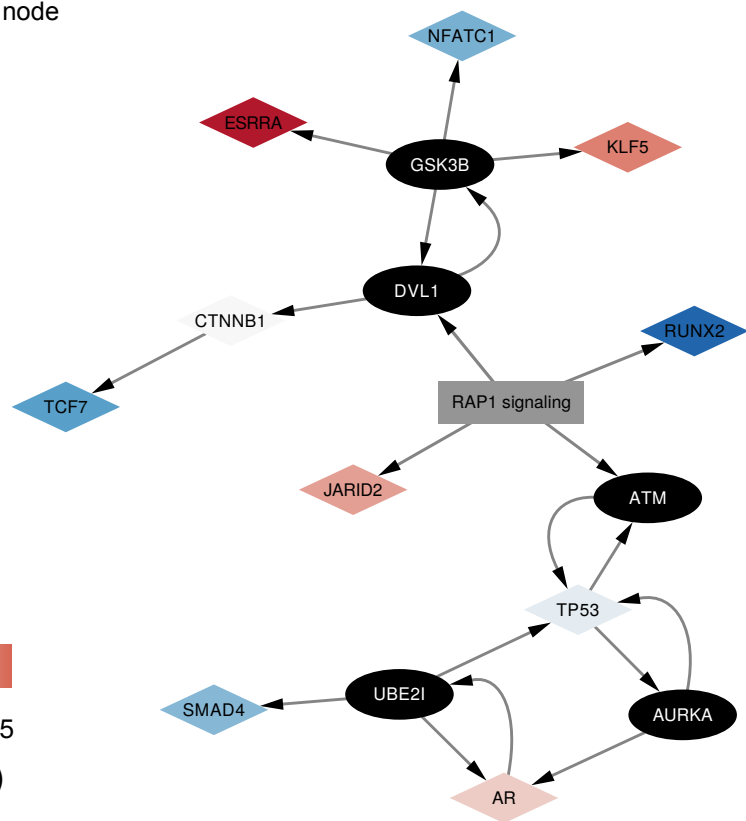 node
NFATC1
ESRRA
KLF5
GSK3B
DVL1
CTNNB1
RUNX2
TCF7
RAP1 signaling
JARID2
ATM
TP53
UBE2I
SMAD4
AURKA
5
)
AR